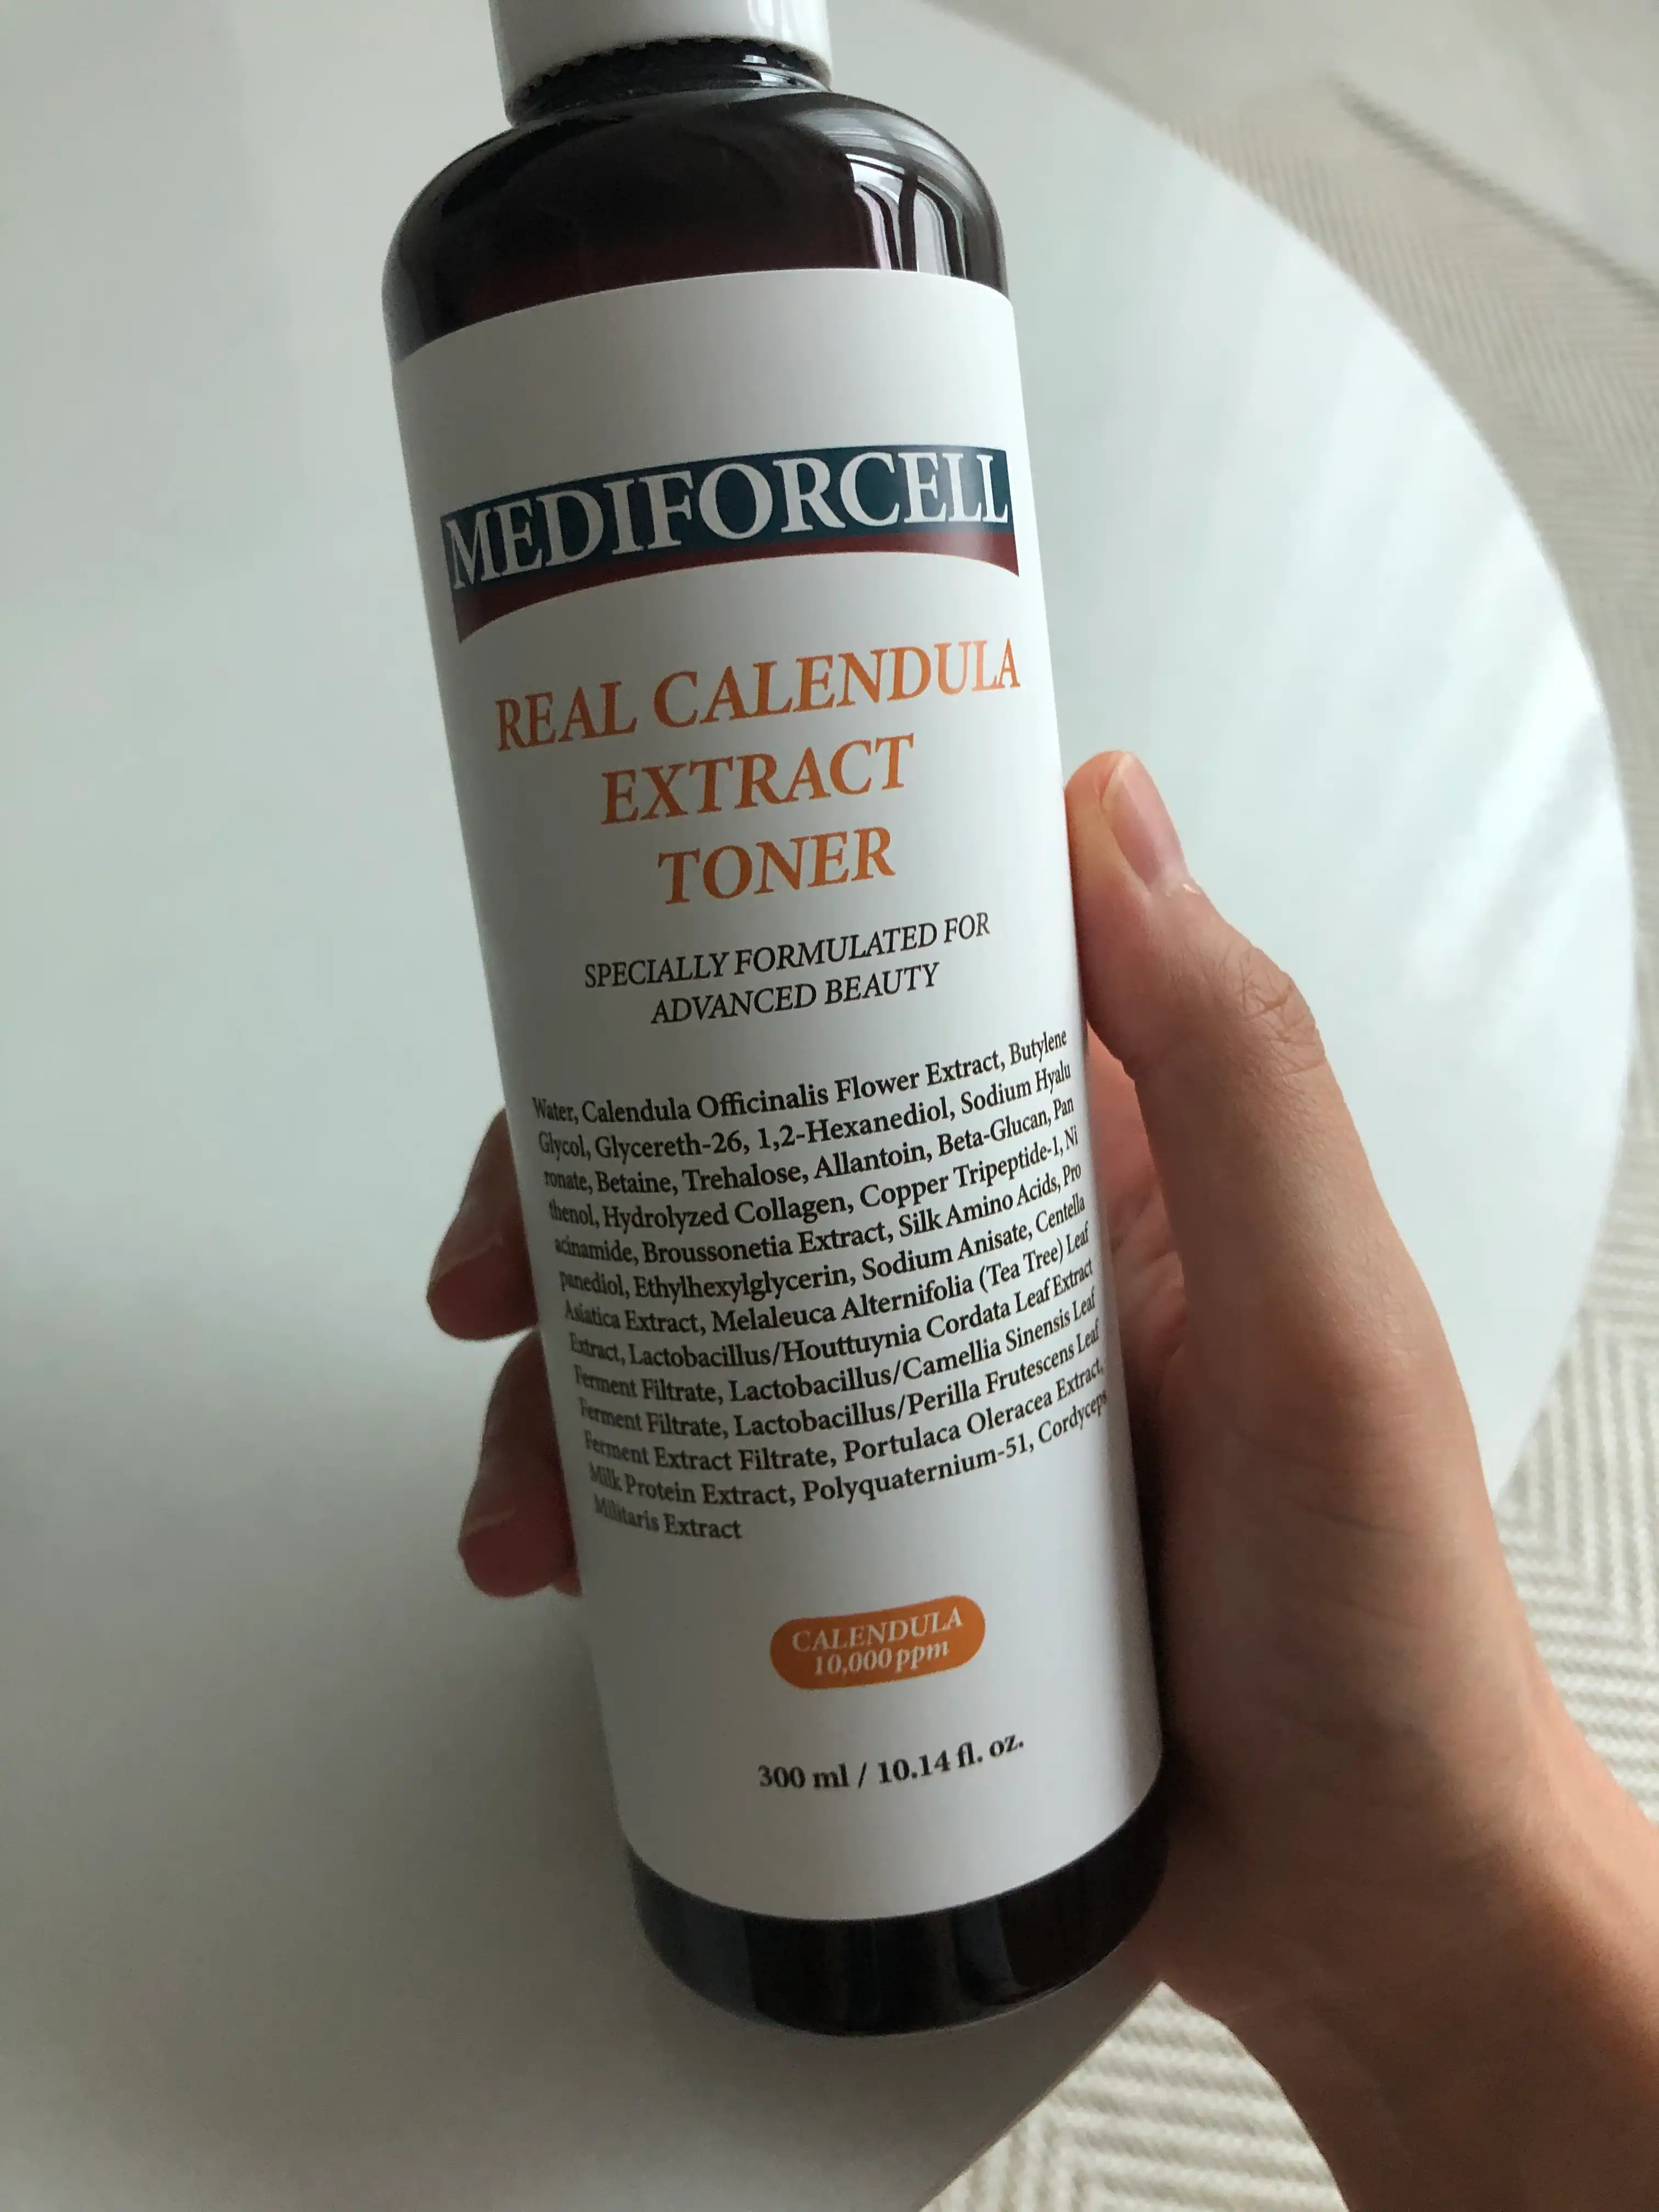 MEDIFORCELL
REAL CALENDULA
EXTRACT
TONER
SPECIALLY FORMULATED FOR
ADVANCED BEAUTY
Water, Calendula Officinalis Flower Extract, Butylene
Glycol, Glycereth-26, 1,2-Hexanediol, Sodium Hyalu
ronate, Betaine, Trehalose, Allantoin, Beta-Glucan, Pan
thenol, Hydrolyzed Collagen, Copper Tripeptide-1, Ni
acinamide, Broussonetia Extract, Silk Amino Acids, Pro
panediol, Ethylhexylglycerin, Sodium Anisate, Centella
Asiatica Extract, Melaleuca Alternifolia (Tea Tree) Leaf
Extract, Lactobacillus/Houttuynia Cordata Leaf Extract
Ferment Filtrate, Lactobacillus/Camellia Sinensis Leaf
Ferment Filtrate, Lactobacillus/Perilla Frutescens Leaf
Ferment Extract Filtrate, Portulaca Oleracea Extract,
Milk Protein Extract, Polyquaternium-51, Cordyceps
Militaris Extract
CALENDULA
10,000 ppm
300 ml / 10.14 fl. oz.